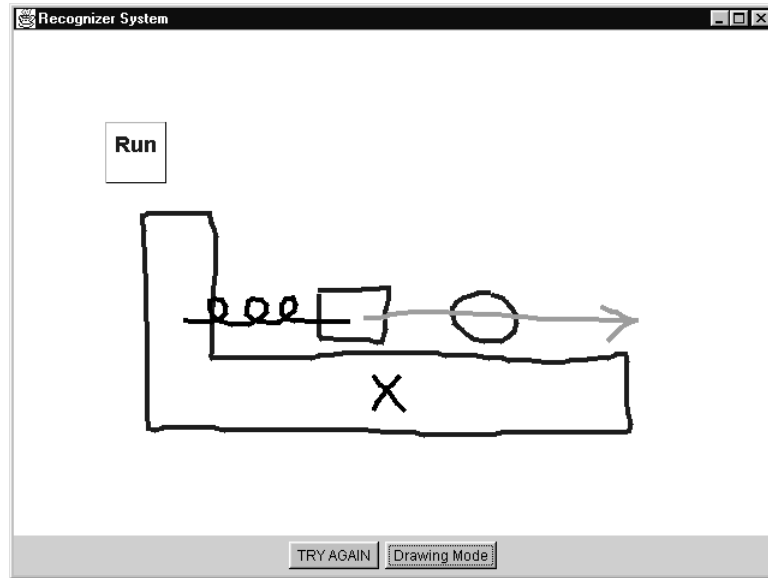 Recognizer System
Run
X
TRY AGAIN
Drawing Mode